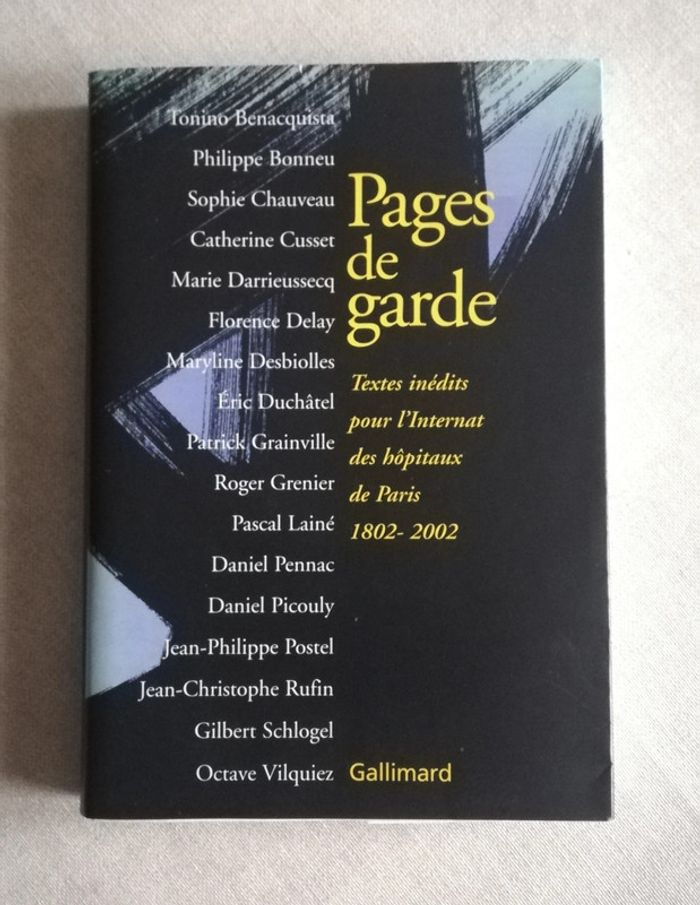 Tonino Benacquista
Philippe Bonneu
Sophie Chauveau
Catherine Cusset
Marie Darrieussecq
Florence Delay
Maryline Desbiolles
Éric Duchâtel
Patrick Grainville
Roger Grenier
Pascal Lainé
Daniel Pennac
Daniel Picouly
Jean-Philippe Postel
Jean-Christophe Rufin
Gilbert Schlogel
Octave Vilquiez
Pages
de
garde
Textes inédits
pour l'Internat
des hôpitaux
de Paris
1802- 2002
Gallimard